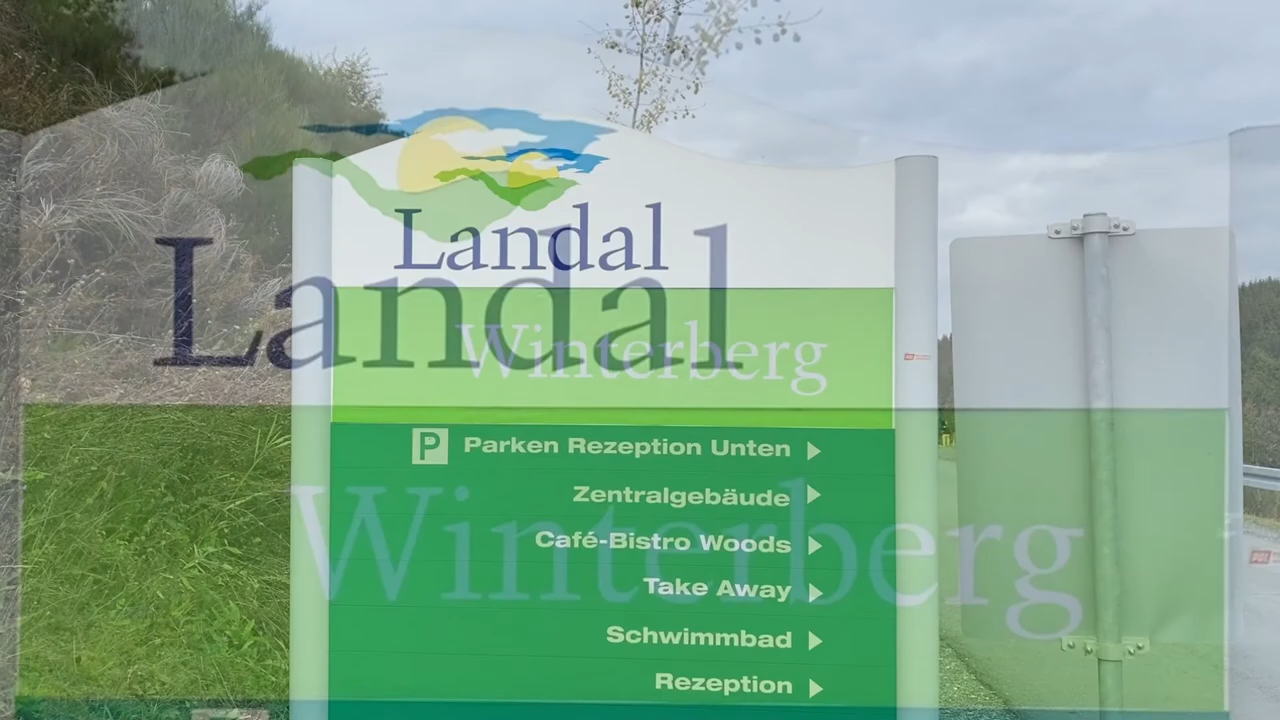 Landal
Landal
Winterberg
P Parken Rezeption Unten
Zentralgebäude
Winterberg
Café-Bistro Woods
Take Away
Schwimmbad
Rezeption